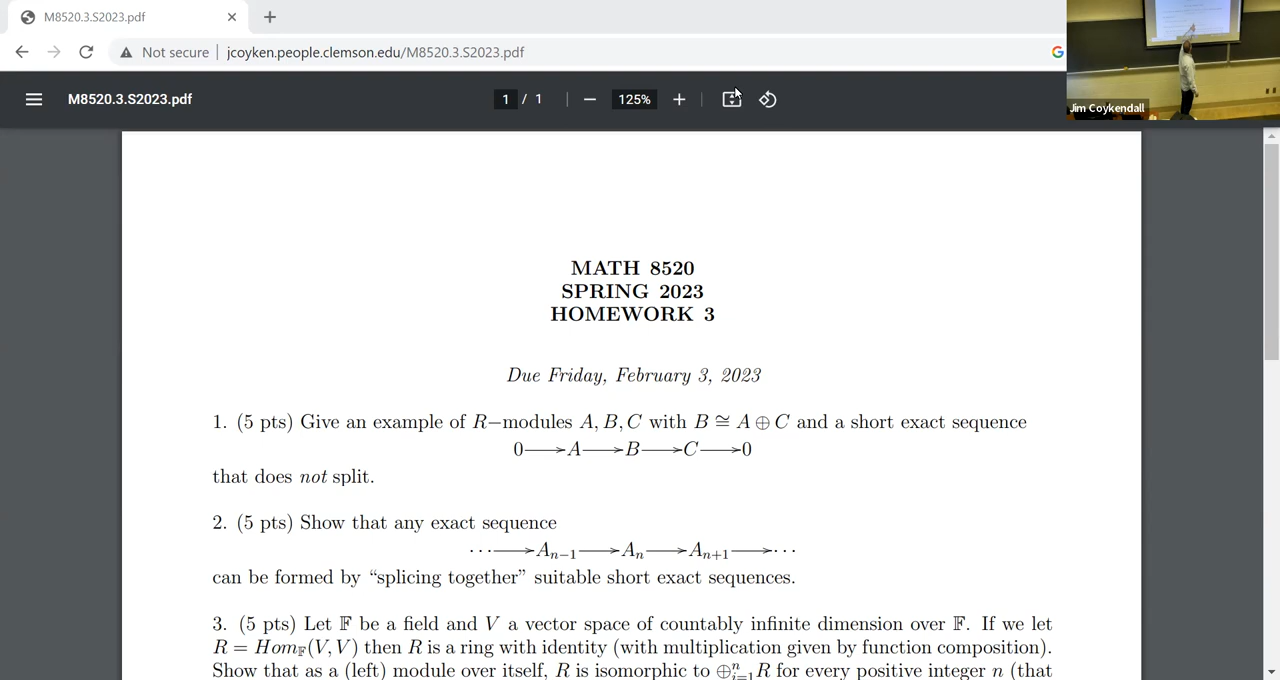 M8520.3.S2023.pdf
Not secure
jcoyken.people.clemson.edu/M8520.3.S2023.pdf
M8520.3.S2023.pdf
1 / 1
125%
Jim Coykendall
MATH 8520
SPRING 2023
HOMEWORK 3
Due Friday, February 3, 2023
1. (5 pts) Give an example of R−modules A, B, C with B ≅ A ⊕ C and a short exact sequence
0⟶A⟶B⟶C⟶0
that does not split.
2. (5 pts) Show that any exact sequence
⋯⟶Aₙ₋₁⟶Aₙ⟶Aₙ₊₁⟶⋯
can be formed by “splicing together” suitable short exact sequences.
3. (5 pts) Let 𝔽 be a field and V a vector space of countably infinite dimension over 𝔽. If we let
R = Hom_𝔽(V, V) then R is a ring with identity (with multiplication given by function composition).
Show that as a (left) module over itself, R is isomorphic to ⊕ⁿᵢ₌₁R for every positive integer n (that